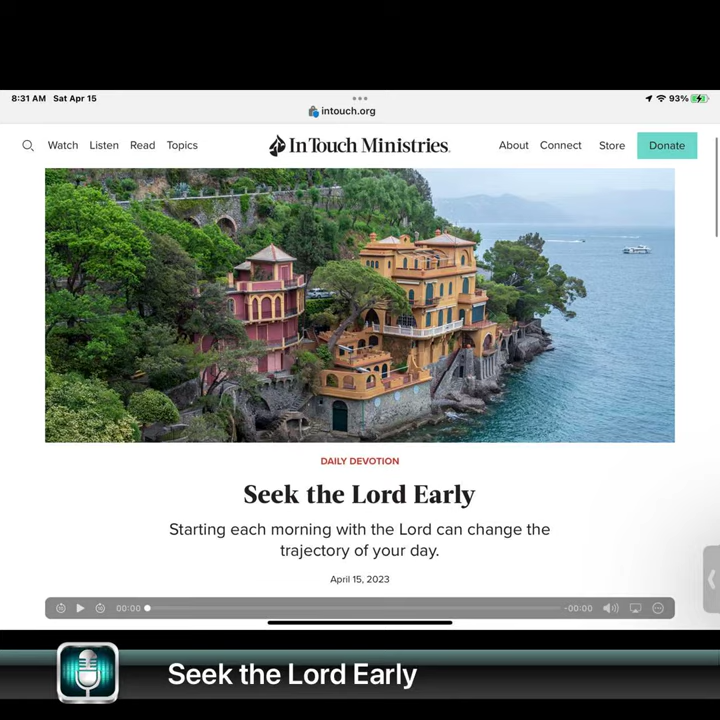 8:31 AM Sat Apr 15
93%
intouch.org
Watch Listen Read Topics
In Touch Ministries
About Connect Store Donate
DAILY DEVOTION
Seek the Lord Early
Starting each morning with the Lord can change the
trajectory of your day.
April 15, 2023
00:00
-00:00
Seek the Lord Early